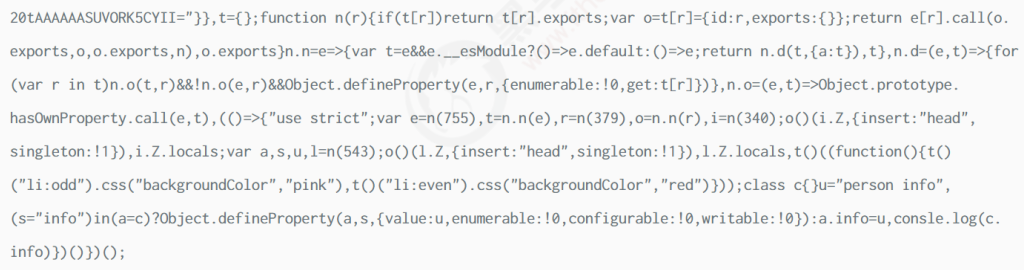 20tAAAAAASUVORK5CYII="}},t={};function n(r){if(t[r])return t[r].exports;var o=t[r]={id:r,exports:{}};return e[r].call(o.
exports,o,o.exports,n),o.exports}n.n=e=>{var t=e&&e.__esModule?()=>e.default:()=>e;return n.d(t,{a:t}),t},n.d=(e,t)=>{for
(var r in t)n.o(t,r)&&!n.o(e,r)&&Object.defineProperty(e,r,{enumerable:!0,get:t[r]})},n.o=(e,t)=>Object.prototype.
hasOwnProperty.call(e,t),(()=>{"use strict";var e=n(755),t=n.n(e),r=n(379),o=n.n(r),i=n(340);o()(i.Z,{insert:"head",
singleton:!1}),i.Z.locals;var a,s,u,l=n(543);o()(l.Z,{insert:"head",singleton:!1}),l.Z.locals,t()((function(){t()
("li:odd").css("backgroundColor","pink"),t()("li:even").css("backgroundColor","red")}));class c{}u="person info",
(s="info")in(a=c)?Object.defineProperty(a,s,{value:u,enumerable:!0,configurable:!0,writable:!0}):a.info=u,consle.log(c.
info)})()})();